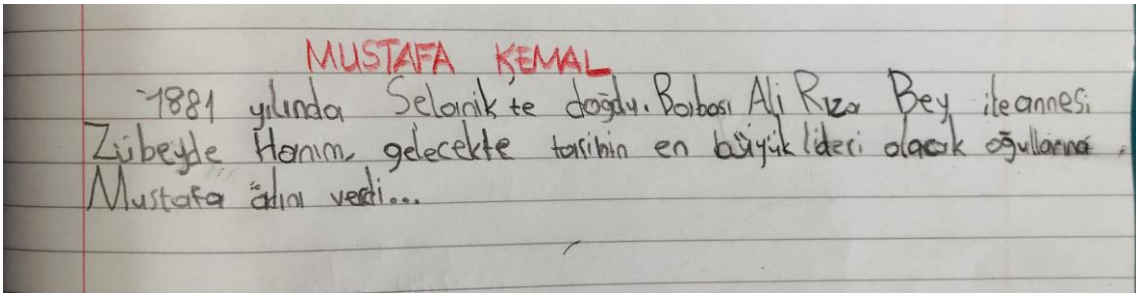 MUSTAFA KEMAL
1881 yılında Selanik'te doğdu. Babası Ali Rıza Bey ile annesi
Zübeyde Hanım, gelecekte tarihin en büyük lideri olacak oğullarına
Mustafa adını verdi...